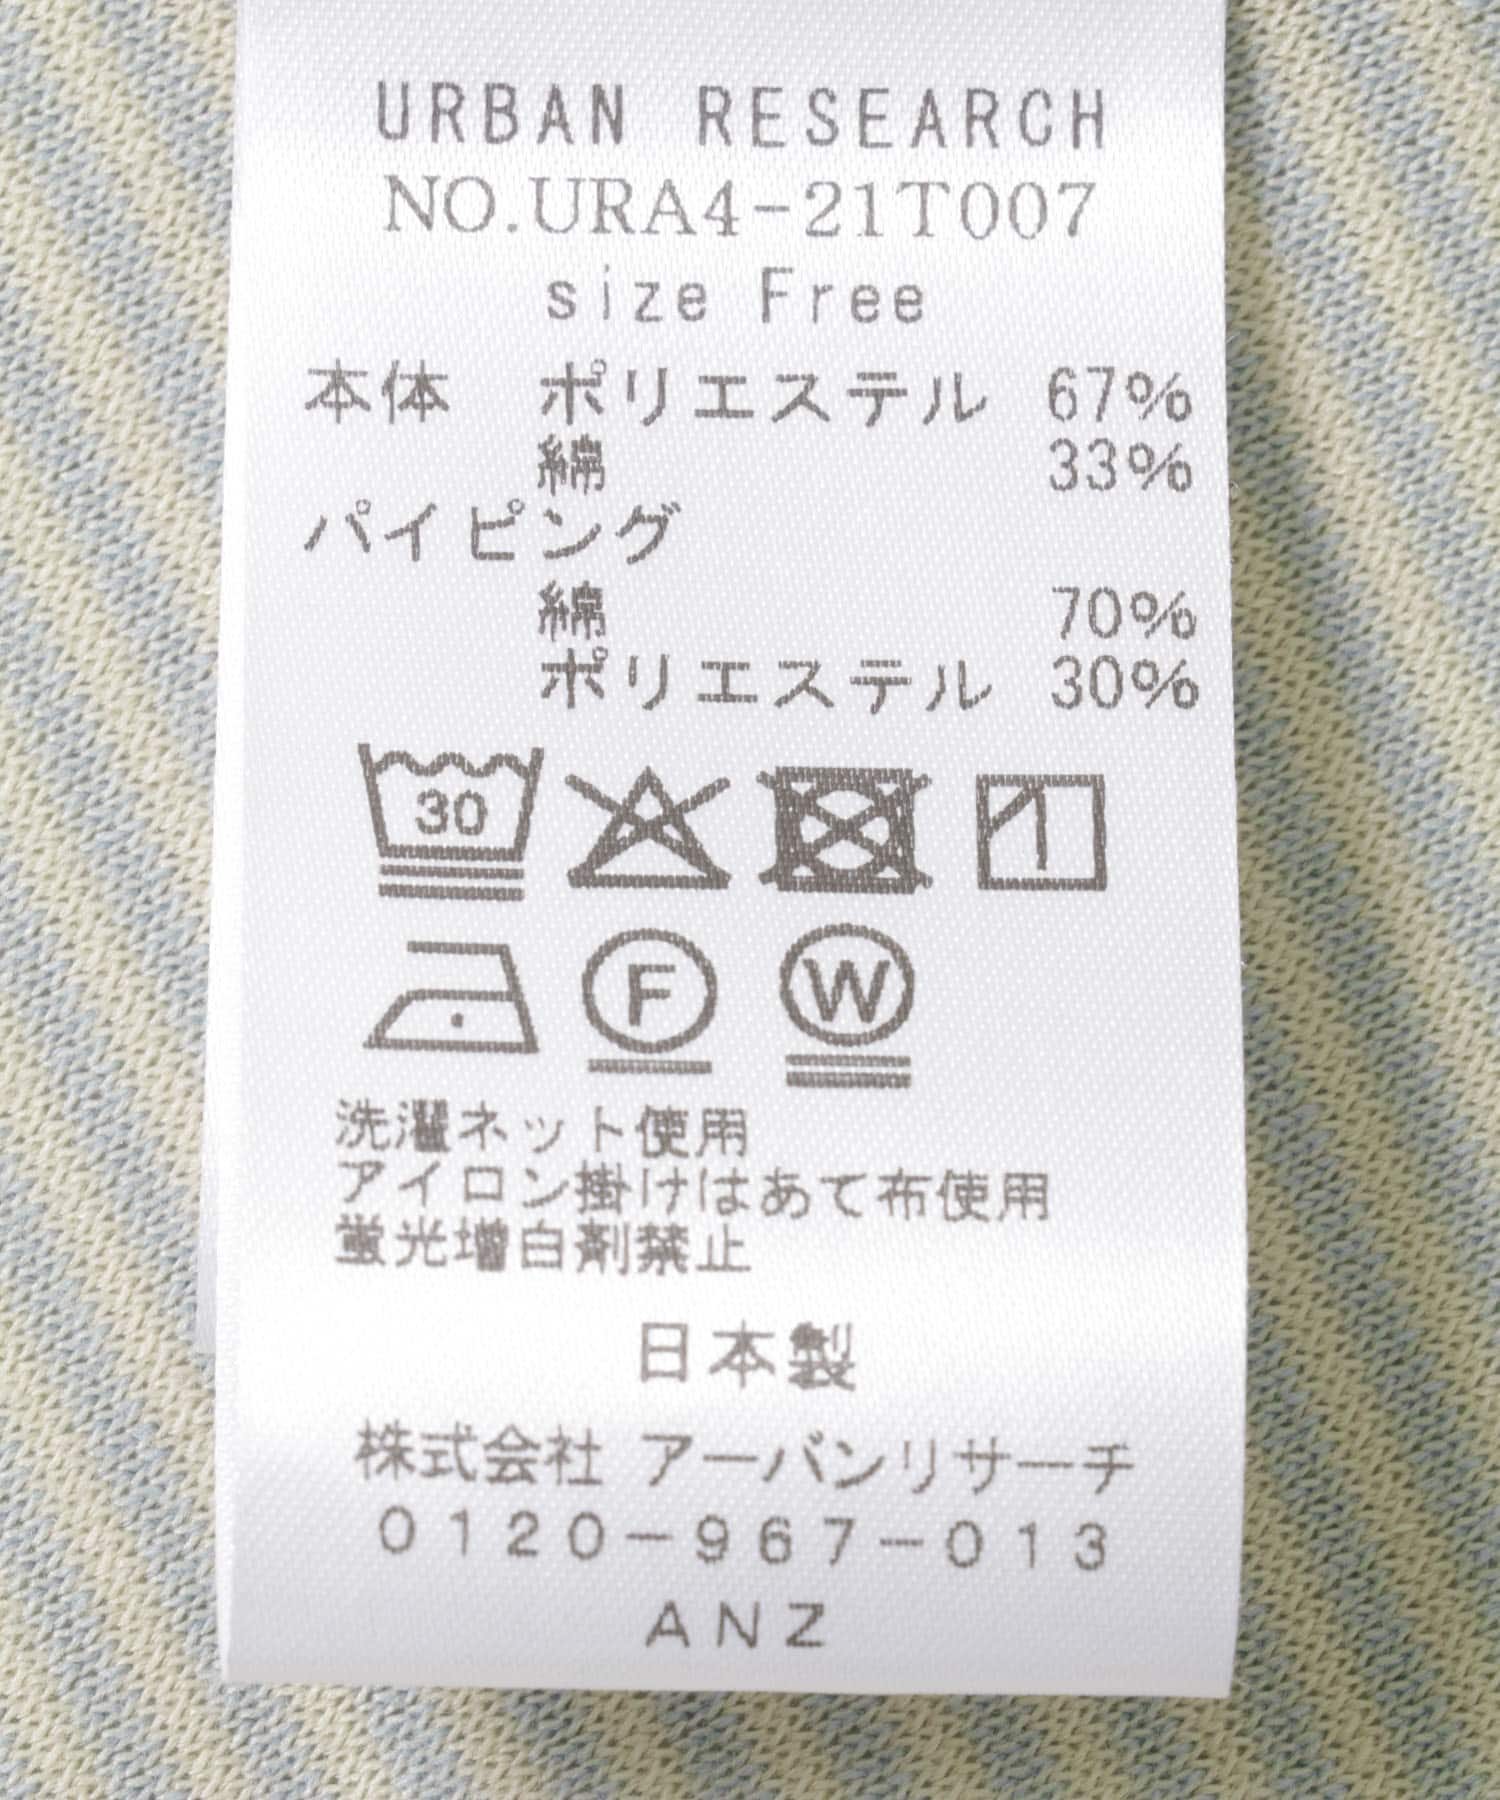 URBAN RESEARCH
NO.URA4-21T007
size Free
本体 ポリエステル 67%
綿 33%
パイピング
綿 70%
ポリエステル 30%
30
F
W
洗濯ネット使用
アイロン掛けはあて布使用
蛍光増白剤禁止
日本製
株式会社 アーバンリサーチ
0120-967-013
ANZ